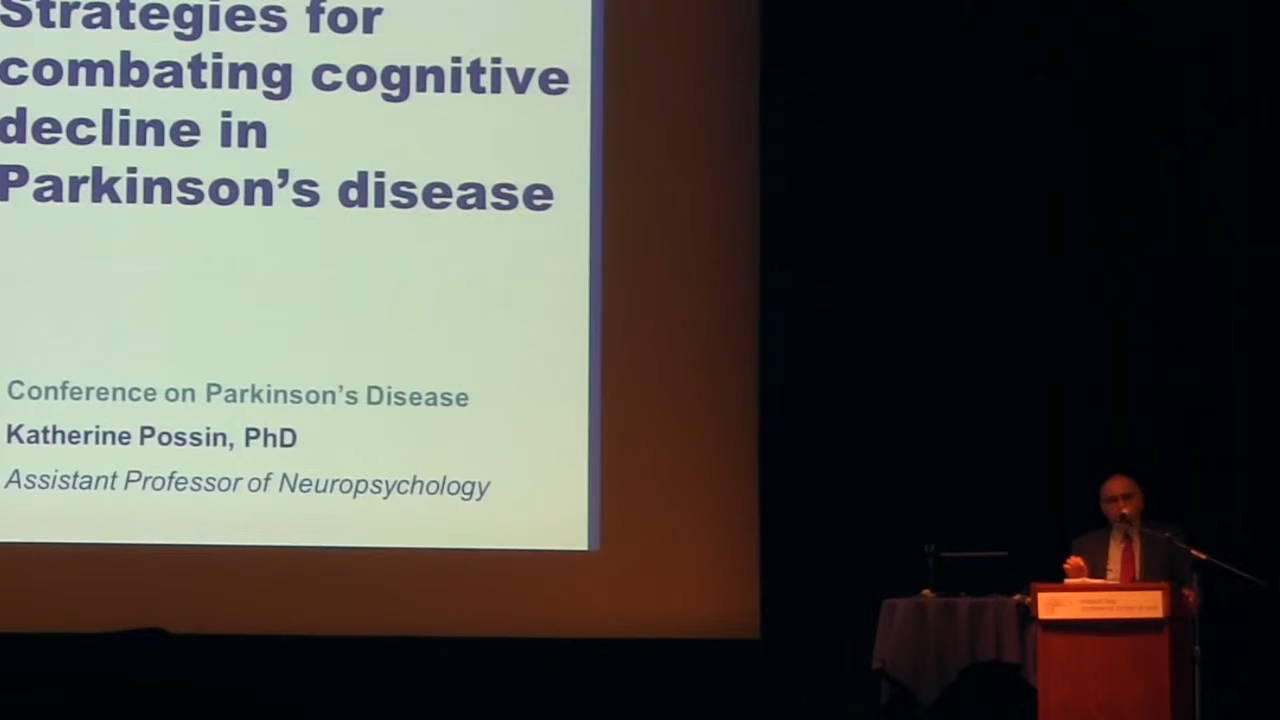 Strategies for
combating cognitive
decline in
Parkinson’s disease
Conference on Parkinson’s Disease
Katherine Possin, PhD
Assistant Professor of Neuropsychology